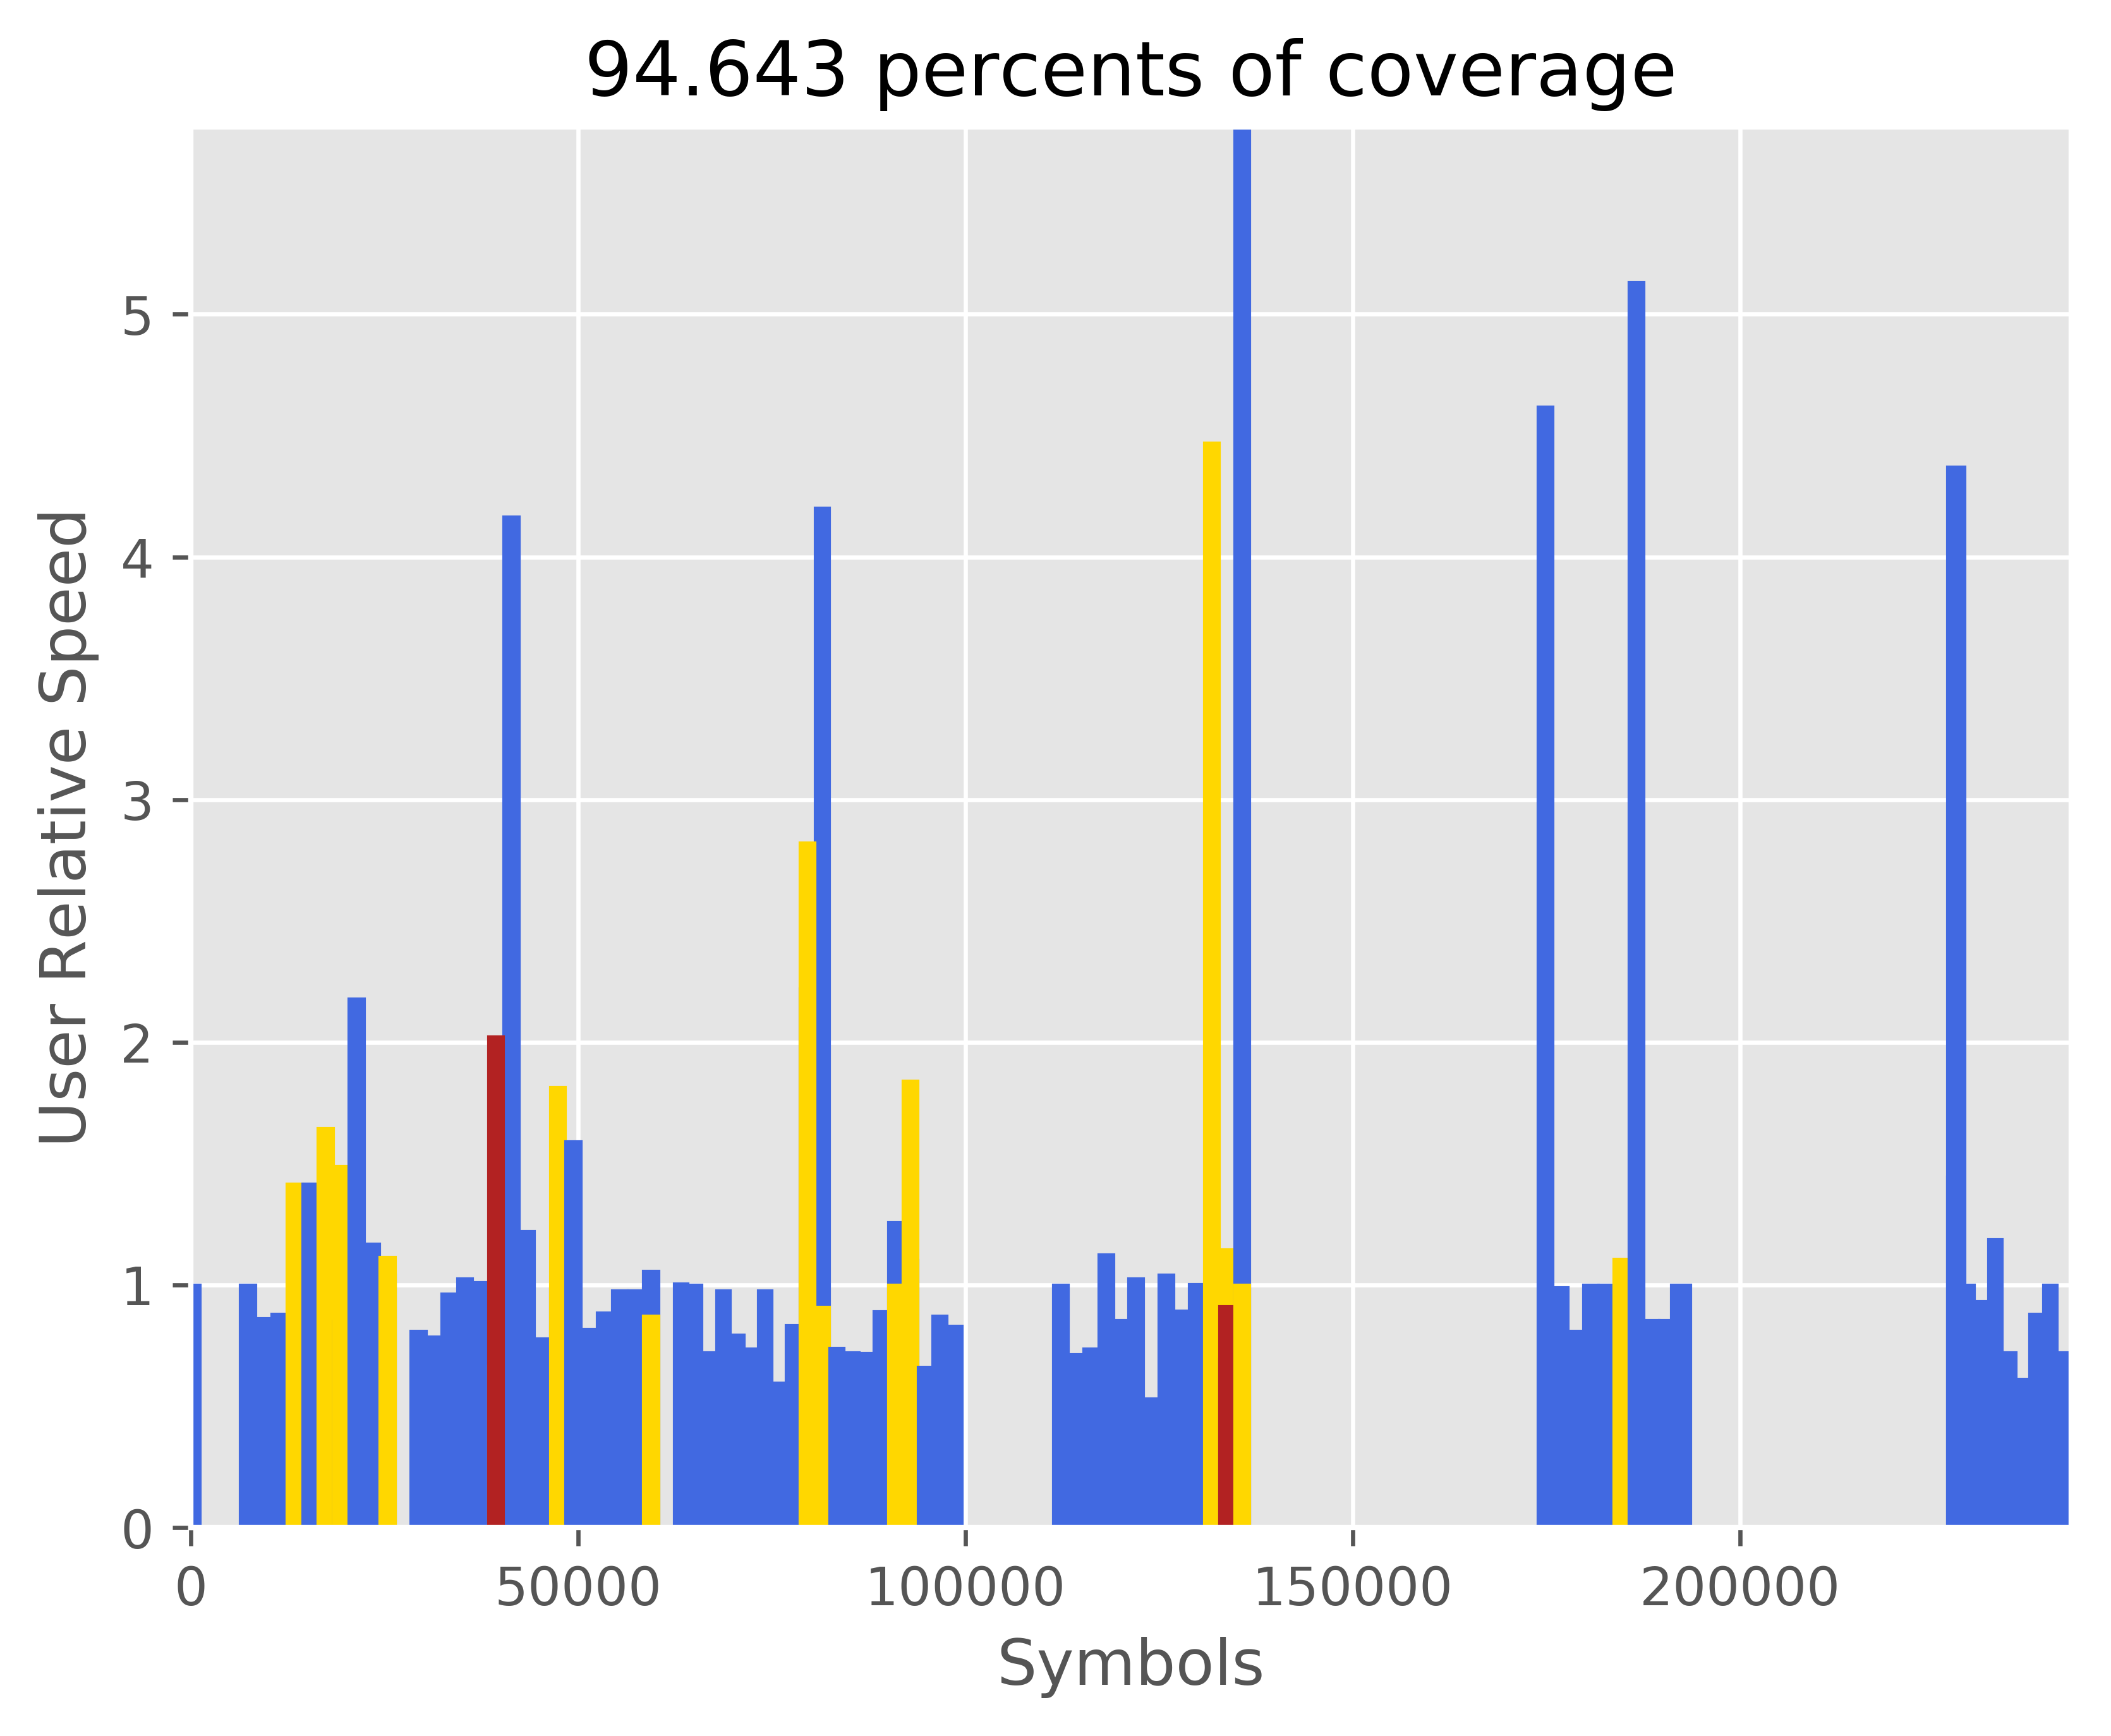 94.643 percents of coverage
User Relative Speed
5
4
3
2
1
0
0 50000 100000 150000 200000
Symbols